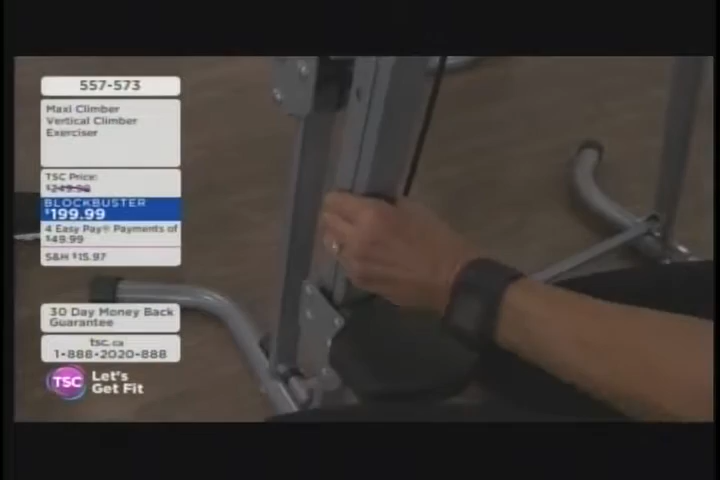 557-573
Maxi Climber
Vertical Climber
Exerciser
TSC Price:
$249.98
BLOCKBUSTER
$199.99
4 Easy Pay® Payments of
$49.99
S&H $15.97
30 Day Money Back
Guarantee
tsc.ca
1-888-2020-888
TSC
Let's
Get Fit